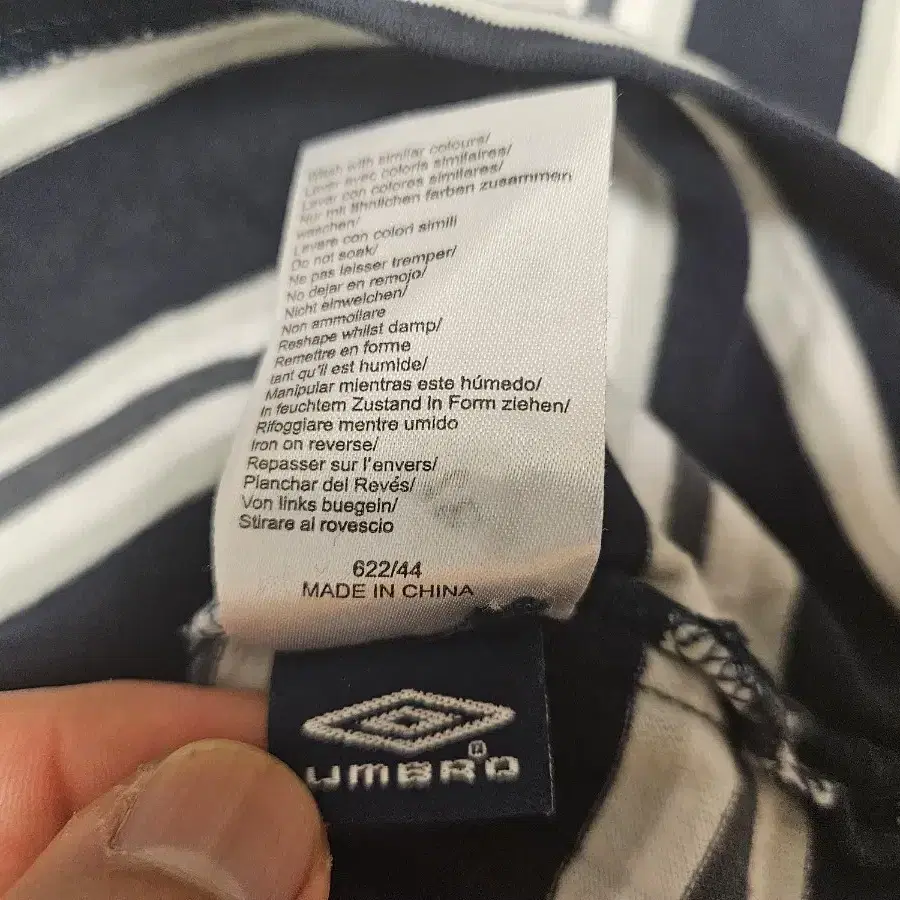 Wash with similar colours/
Laver avec coloris similaires/
Lavar con colores similares/
Nur mit ähnlichen farben zusammen
waschen/
Lavare con colori simili
Do not soak/
Ne pas laisser tremper/
No dejar en remojo/
Nicht einweichen/
Non ammollare
Reshape whilst damp/
Remettre en forme
tant qu'il est humide/
Manipular mientras este húmedo/
In feuchtem Zustand In Form ziehen/
Rifoggiare mentre umido
Iron on reverse/
Repasser sur l'envers/
Planchar del Revés/
Von links buegein/
Stirare al rovescio
622/44
MADE IN CHINA
UMBRO